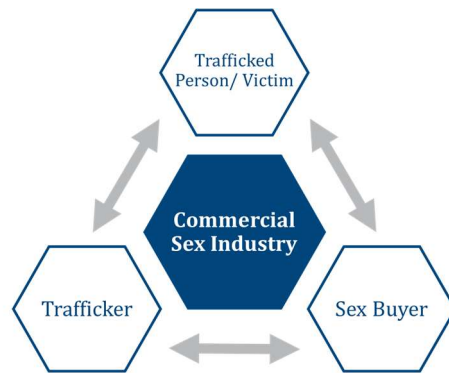 Trafficked
Person/ Victim
Commercial
Sex Industry
Trafficker
Sex Buyer